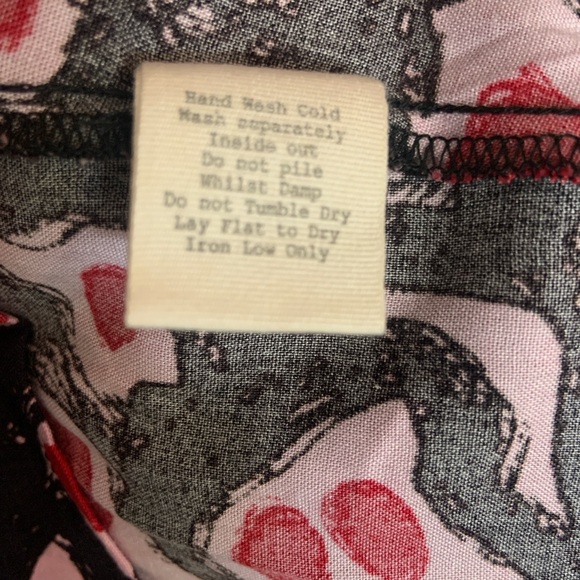 Hand Wash Cold
Wash separately
Inside out
Do not pile
Whilst Damp
Do not Tumble Dry
Lay Flat to Dry
Iron Low Only